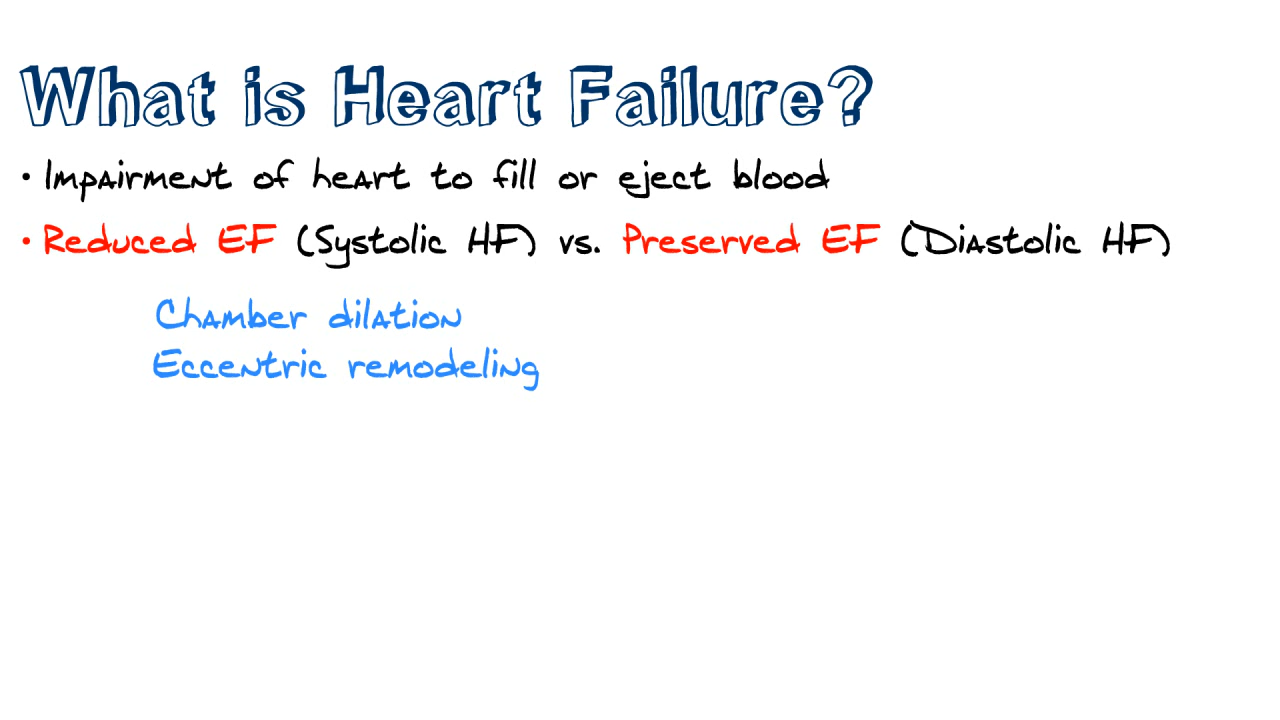 What is Heart Failure?
• Impairment of heart to fill or eject blood
• Reduced EF (Systolic HF) vs. Preserved EF (Diastolic HF)
Chamber dilation
Eccentric remodeling